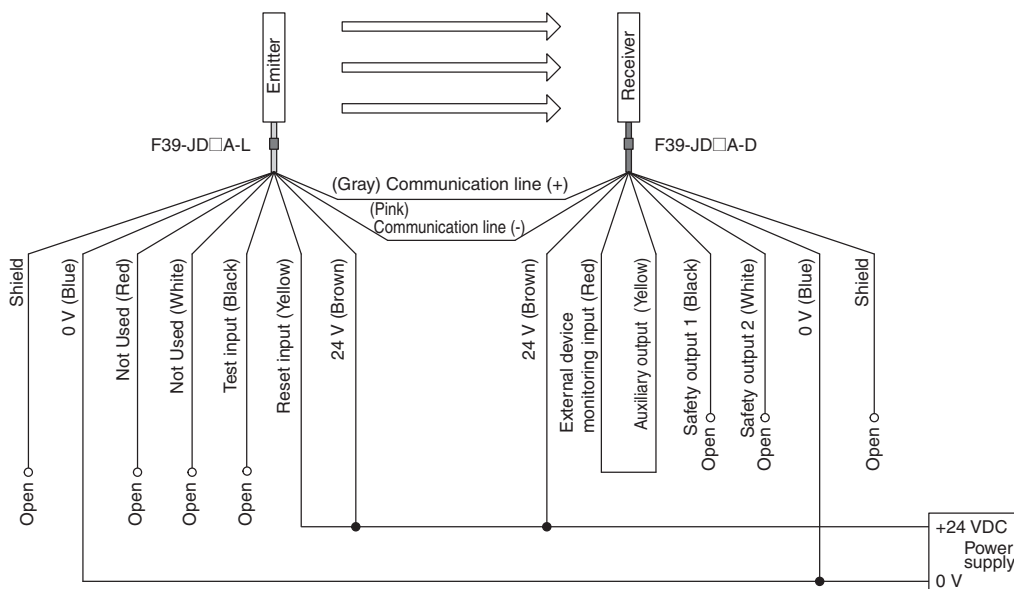 Emitter
Receiver
F39-JD□A-L
F39-JD□A-D
(Gray) Communication line (+)
(Pink)
Communication line (-)
Shield
0 V (Blue)
Not Used (Red)
Not Used (White)
Test input (Black)
Reset input (Yellow)
24 V (Brown)
24 V (Brown)
External device
monitoring input (Red)
Auxiliary output (Yellow)
Safety output 1 (Black)
Safety output 2 (White)
0 V (Blue)
Shield
Open
Open
Open
Open
Open
Open
Open
+24 VDC
Power
supply
0 V